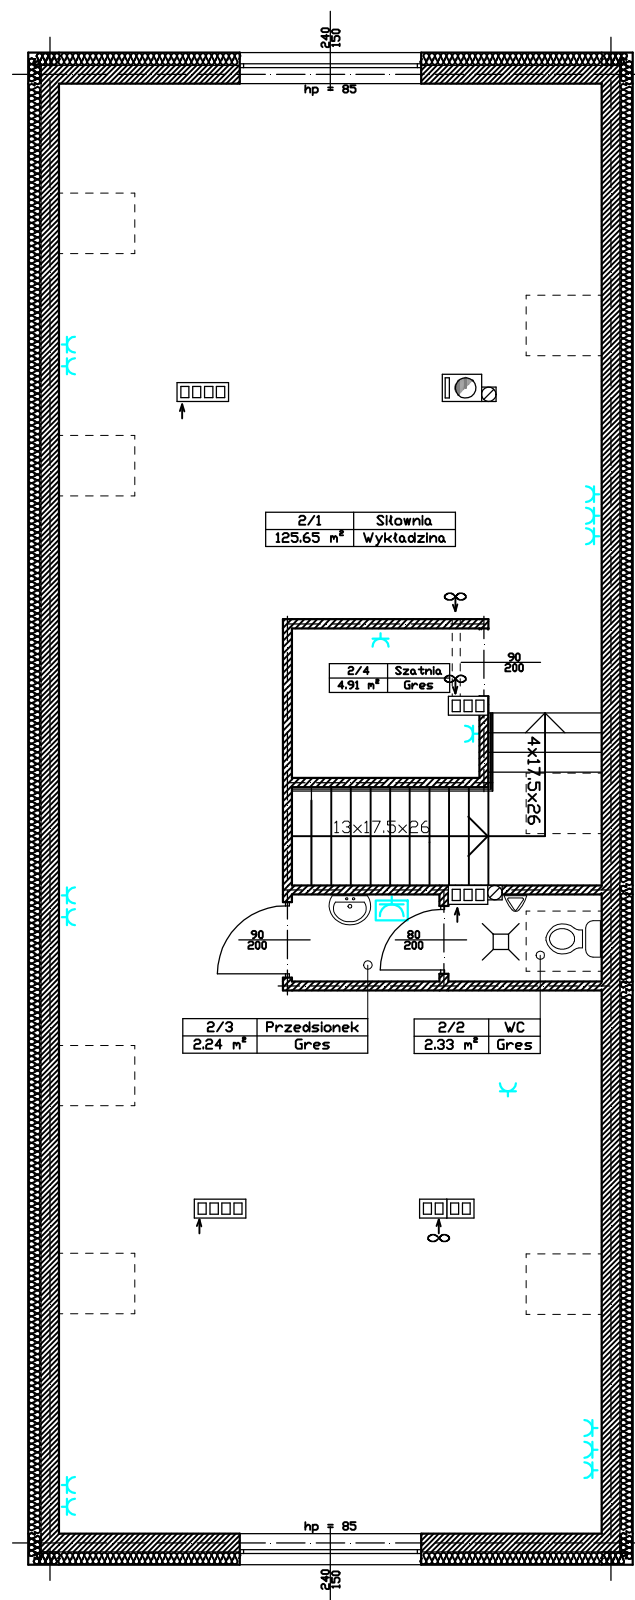 240
150
hp = 85
2/1 Siłownia
125.65 m² Wykładzina
2/4 Szatnia
4.91 m² Gres
90
200
4x17.5x26
13x17.5x26
90
200
80
200
2/3 Przedsionek
2.24 m² Gres
2/2 WC
2.33 m² Gres
hp = 85
240
150